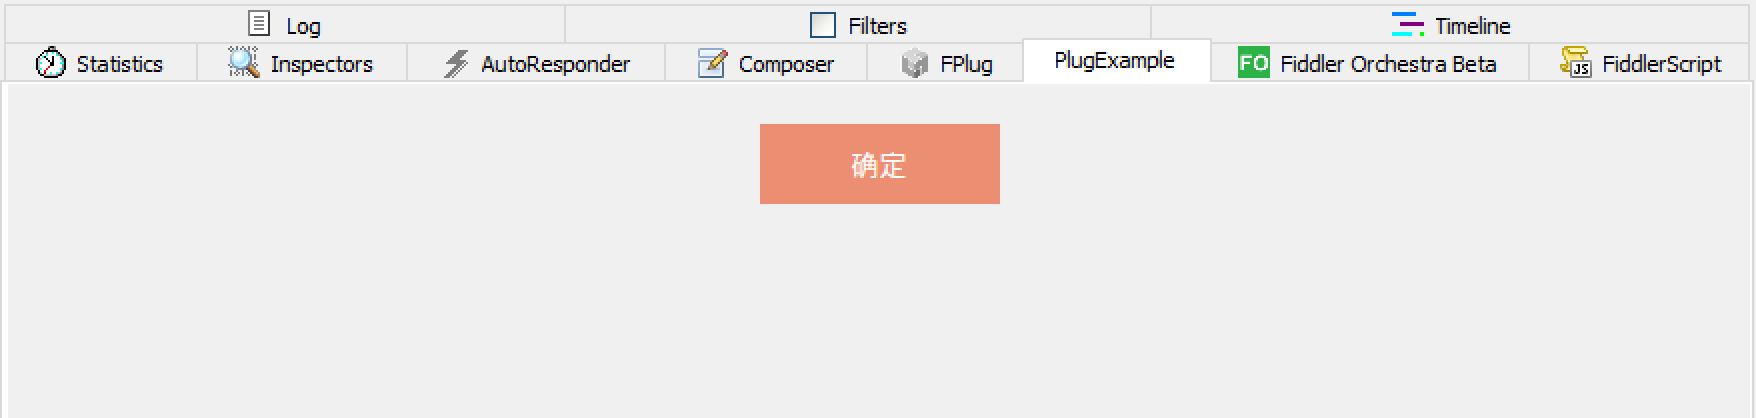 Log Filters Timeline
Statistics Inspectors AutoResponder Composer FPlug PlugExample FO Fiddler Orchestra Beta JS FiddlerScript
确定